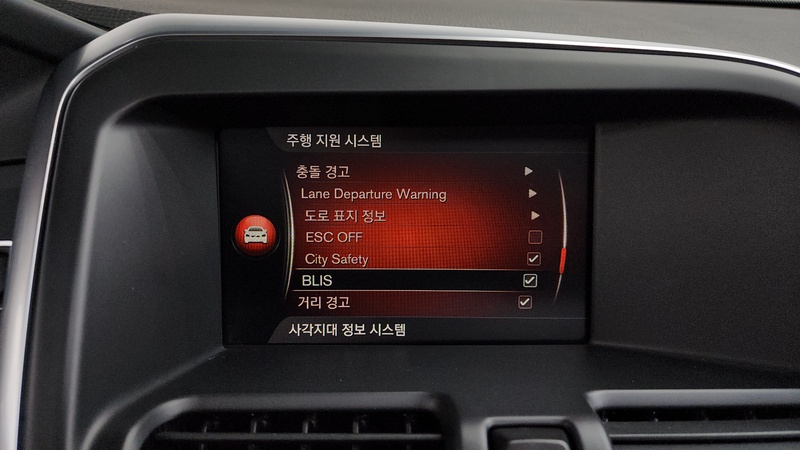 주행 지원 시스템
충돌 경고
Lane Departure Warning
도로 표지 정보
ESC OFF
City Safety
BLIS
거리 경고
사각지대 정보 시스템